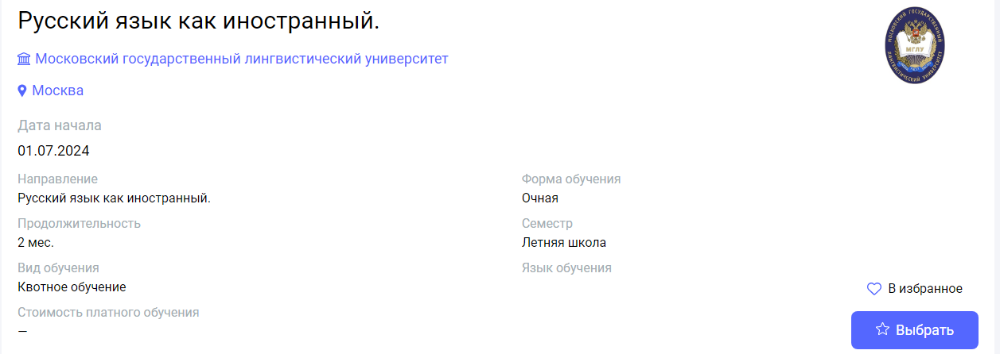 Русский язык как иностранный.
Московский государственный лингвистический университет
Москва
Дата начала
01.07.2024
Направление
Русский язык как иностранный.
Форма обучения
Очная
Продолжительность
2 мес.
Семестр
Летняя школа
Вид обучения
Квотное обучение
Язык обучения
Стоимость платного обучения
—
МОСКОВСКИЙ ГОСУДАРСТВЕННЫЙ
МГЛУ
ЛИНГВИСТИЧЕСКИЙ УНИВЕРСИТЕТ
В избранное
Выбрать